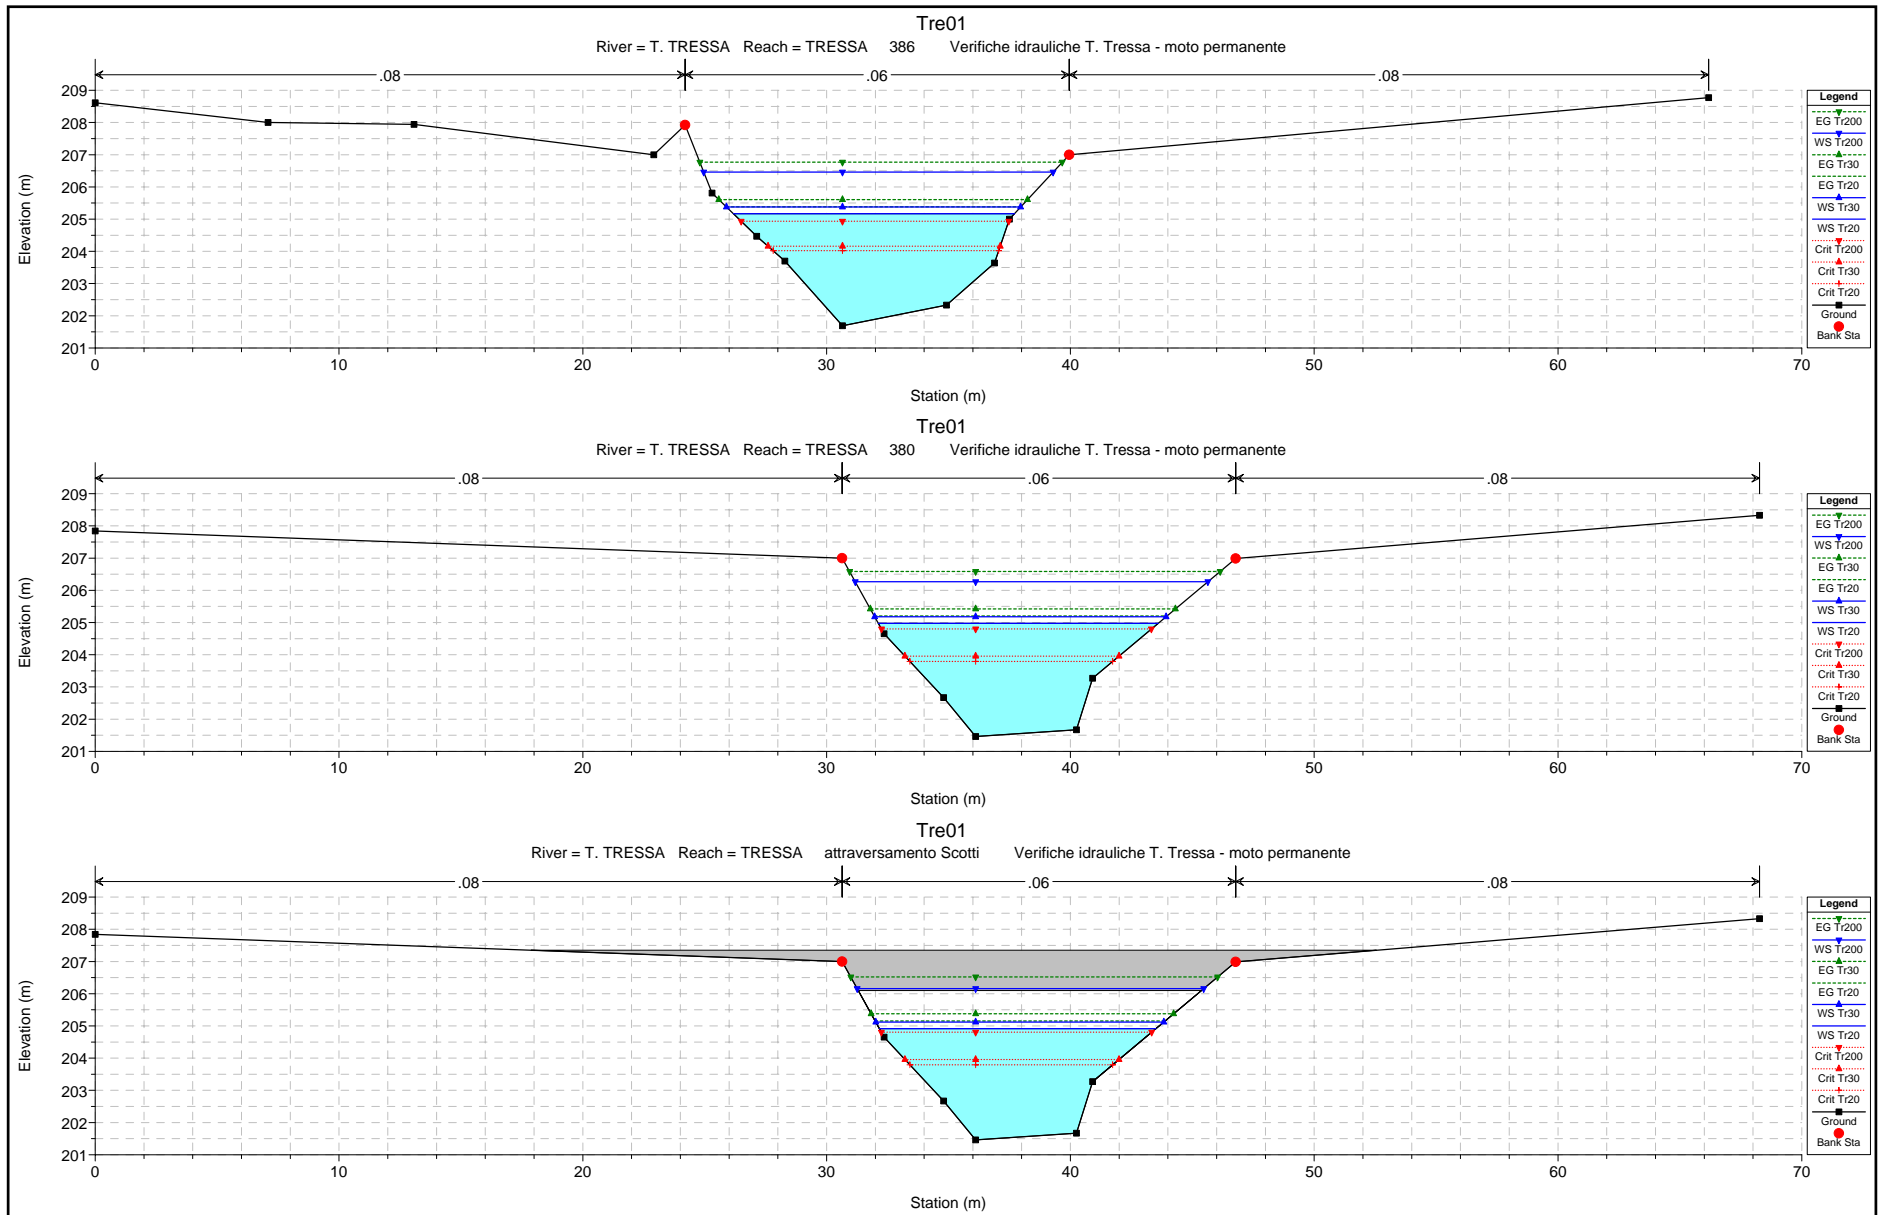 Tre01
River = T. TRESSA Reach = TRESSA 386 Verifiche idrauliche T. Tressa - moto permanente
.08 .06 .08
209
208
207
206
205
204
203
202
201
Elevation (m)
0 10 20 30 40 50 60 70
Station (m)
Legend
EG Tr200
WS Tr200
EG Tr30
EG Tr20
WS Tr30
WS Tr20
Crit Tr200
Crit Tr30
Crit Tr20
Ground
Bank Sta
Tre01
River = T. TRESSA Reach = TRESSA 380 Verifiche idrauliche T. Tressa - moto permanente
.08 .06 .08
209
208
207
206
205
204
203
202
201
Elevation (m)
0 10 20 30 40 50 60 70
Station (m)
Legend
EG Tr200
WS Tr200
EG Tr30
EG Tr20
WS Tr30
WS Tr20
Crit Tr200
Crit Tr30
Crit Tr20
Ground
Bank Sta
Tre01
River = T. TRESSA Reach = TRESSA attraversamento Scotti Verifiche idrauliche T. Tressa - moto permanente
.08 .06 .08
209
208
207
206
205
204
203
202
201
Elevation (m)
0 10 20 30 40 50 60 70
Station (m)
Legend
EG Tr200
WS Tr200
EG Tr30
EG Tr20
WS Tr30
WS Tr20
Crit Tr200
Crit Tr30
Crit Tr20
Ground
Bank Sta